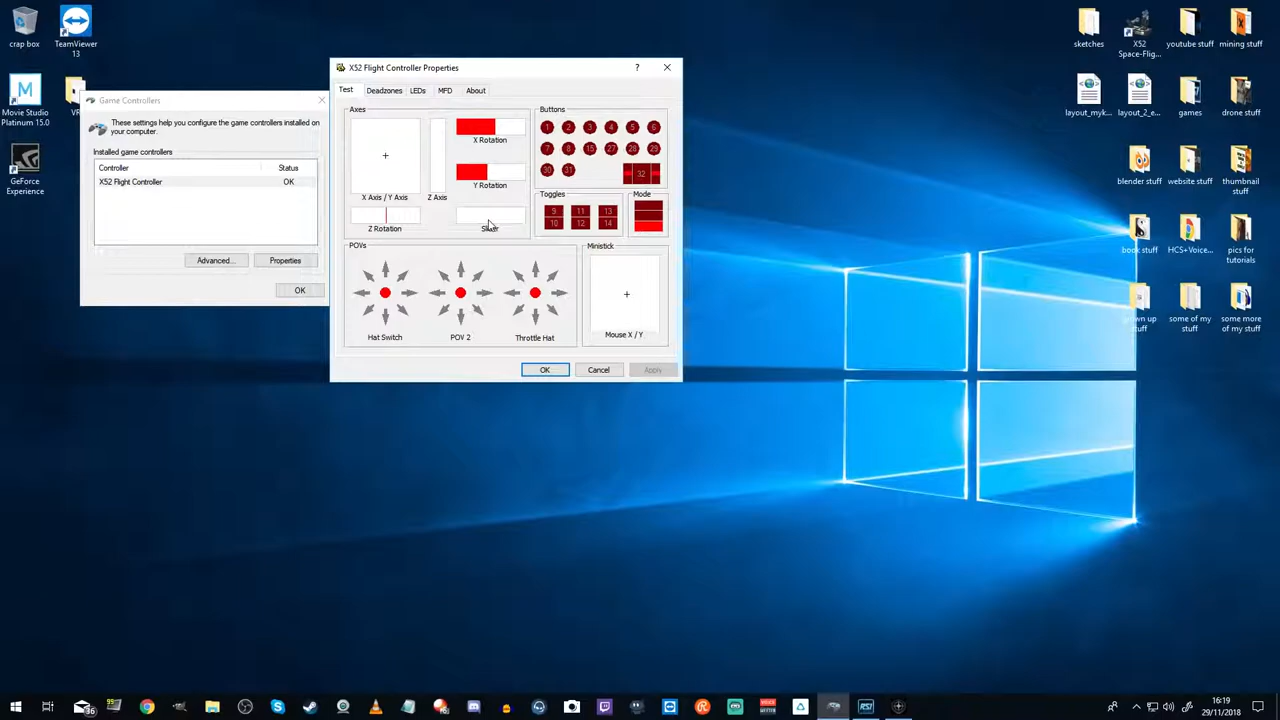 crap box
TeamViewer
13
Movie Studio
Platinum 15.0
VR
GeForce
Experience
Game Controllers
These settings help you configure the game controllers installed on
your computer.
Installed game controllers
Controller
Status
X52 Flight Controller
OK
Advanced...
Properties
OK
X52 Flight Controller Properties
?
Test
Deadzones
LEDs
MFD
About
Axes
X Axis / Y Axis
Z Axis
X Rotation
Y Rotation
Z Rotation
Slider
Buttons
1 2 3 4 5 6
7 8 15 27 28 29
30 31
32
Toggles
9 11 13
10 12 14
Mode
POVs
Hat Switch
POV 2
Throttle Hat
Ministick
Mouse X / Y
OK
Cancel
Apply
sketches
X52
Space-Flig...
youtube stuff
mining stuff
layout_myk...
layout_2_e...
games
drone stuff
blender stuff
website stuff
thumbnail
stuff
book stuff
HCS+Voice...
pics for
tutorials
stuff
some of my
stuff
some more
of my stuff
99
RSI
16:19
29/11/2018